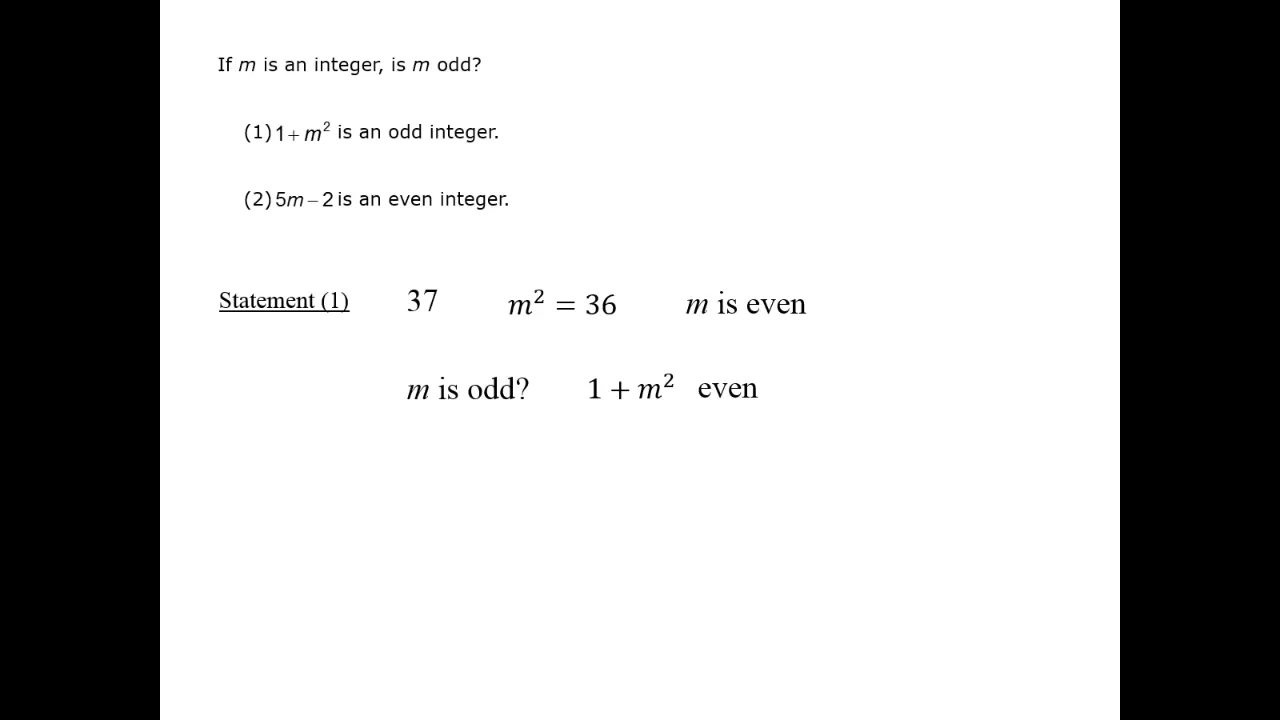 If m is an integer, is m odd?
(1) 1 + m² is an odd integer.
(2) 5m − 2 is an even integer.
Statement (1) 37 m² = 36 m is even
m is odd? 1 + m² even